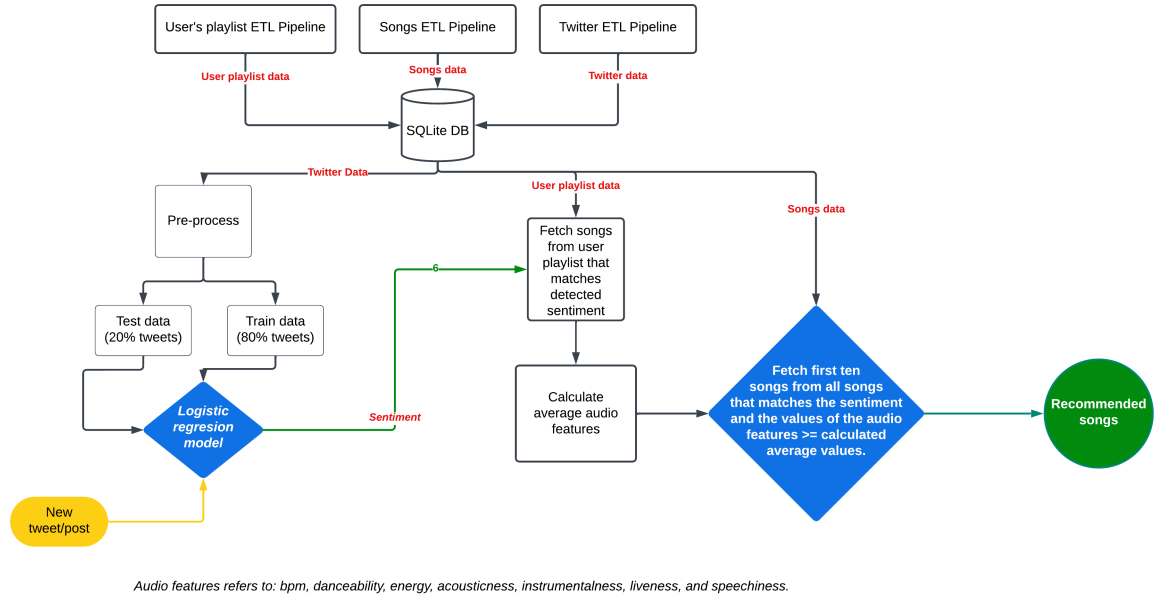 User's playlist ETL Pipeline
Songs ETL Pipeline
Twitter ETL Pipeline
User playlist data
Songs data
Twitter data
SQLite DB
Twitter Data
User playlist data
Songs data
Pre-process
Fetch songs
from user
playlist that
matches
detected
sentiment
6
Test data
(20% tweets)
Train data
(80% tweets)
Logistic
regresion
model
Sentiment
Calculate
average audio
features
Fetch first ten
songs from all songs
that matches the sentiment
and the values of the audio
features >= calculated
average values.
Recommended
songs
New
tweet/post
Audio features refers to: bpm, danceability, energy, acousticness, instrumentalness, liveness, and speechiness.